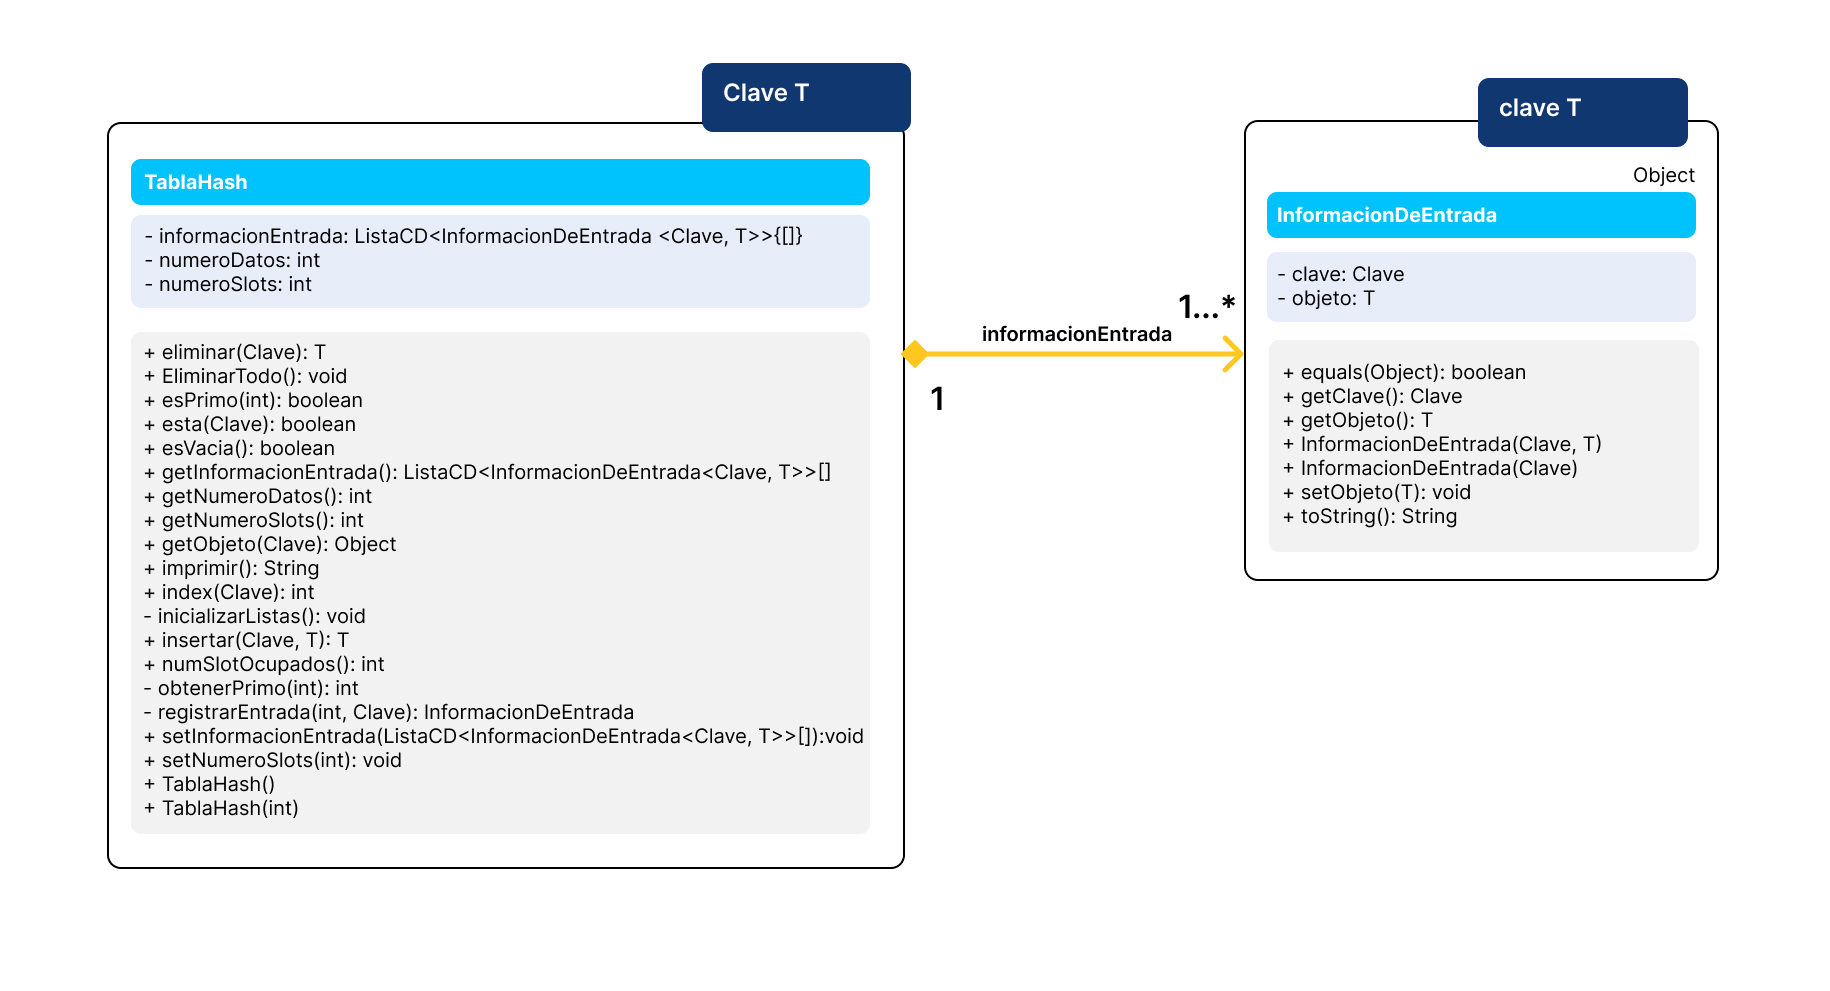 Clave T
TablaHash
- informacionEntrada: ListaCD<InformacionDeEntrada <Clave, T>>{[]}
- numeroDatos: int
- numeroSlots: int
+ eliminar(Clave): T
+ EliminarTodo(): void
+ esPrimo(int): boolean
+ esta(Clave): boolean
+ esVacia(): boolean
+ getInformacionEntrada(): ListaCD<InformacionDeEntrada<Clave, T>>[]
+ getNumeroDatos(): int
+ getNumeroSlots(): int
+ getObjeto(Clave): Object
+ imprimir(): String
+ index(Clave): int
- inicializarListas(): void
+ insertar(Clave, T): T
+ numSlotOcupados(): int
- obtenerPrimo(int): int
- registrarEntrada(int, Clave): InformacionDeEntrada
+ setInformacionEntrada(ListaCD<InformacionDeEntrada<Clave, T>>[]):void
+ setNumeroSlots(int): void
+ TablaHash()
+ TablaHash(int)
1...*
informacionEntrada
1
clave T
Object
InformacionDeEntrada
- clave: Clave
- objeto: T
+ equals(Object): boolean
+ getClave(): Clave
+ getObjeto(): T
+ InformacionDeEntrada(Clave, T)
+ InformacionDeEntrada(Clave)
+ setObjeto(T): void
+ toString(): String